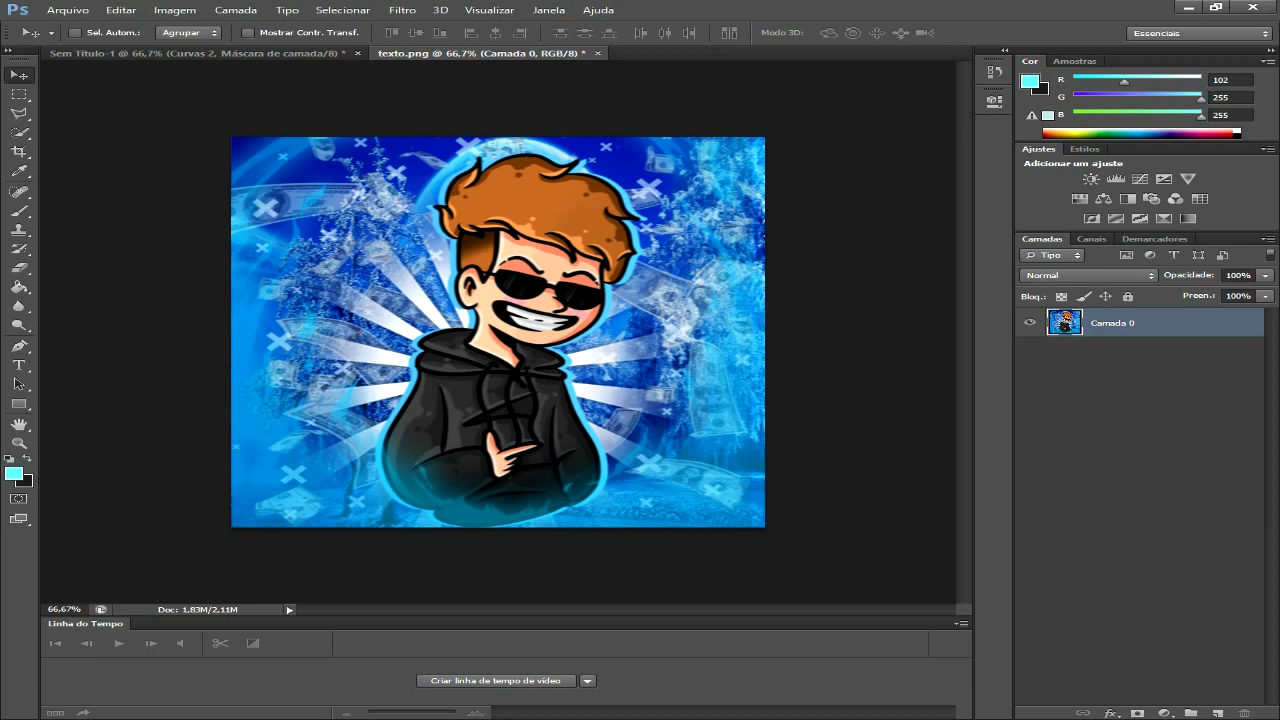 Ps Arquivo Editar Imagem Camada Tipo Selecionar Filtro 3D Visualizar Janela Ajuda
Sel. Autom.: Agrupar Mostrar Contr. Transf. Modo 3D: Essenciais
Sem Título-1 @ 66,7% (Curvas 2, Máscara de camada/8) * × texto.png @ 66,7% (Camada 0, RGB/8) * ×
Cor Amostras
R 102
G 255
B 255
Ajustes Estilos
Adicionar um ajuste
Camadas Canais Demarcadores
Tipo
Normal Opacidade: 100%
Bloq.: Preen.: 100%
Camada 0
66,67% Doc: 1,83M/2,11M
Linha do Tempo
Criar linha de tempo de vídeo
fx